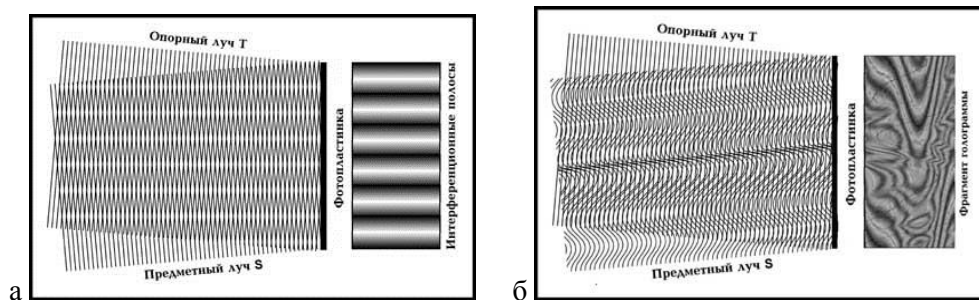 Опорный луч T
Предметный луч S
Фотопластинка
Интерференционные полосы
а
Опорный луч T
Предметный луч S
Фотопластинка
Фрагмент голограммы
б